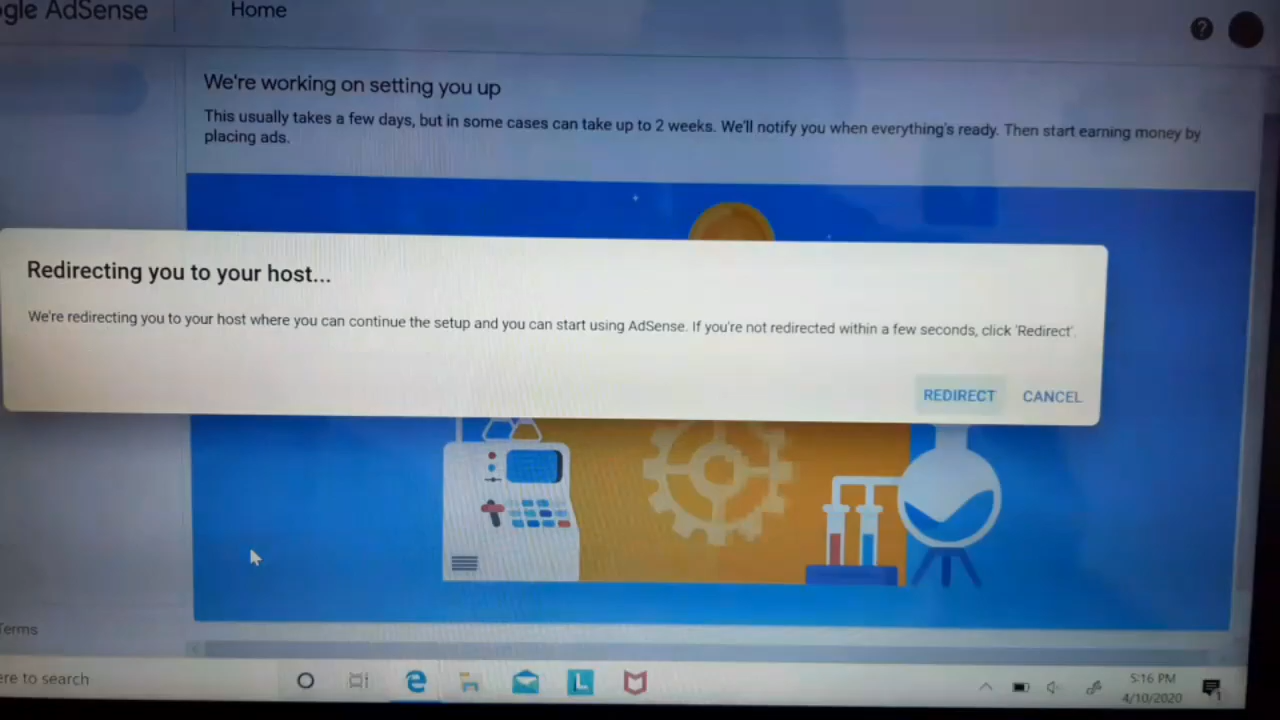 gle AdSense
Home
We're working on setting you up
This usually takes a few days, but in some cases can take up to 2 weeks. We'll notify you when everything's ready. Then start earning money by
placing ads.
Redirecting you to your host...
We're redirecting you to your host where you can continue the setup and you can start using AdSense. If you're not redirected within a few seconds, click 'Redirect'.
REDIRECT
CANCEL
Terms
ere to search
L
5:16 PM
4/10/2020
1